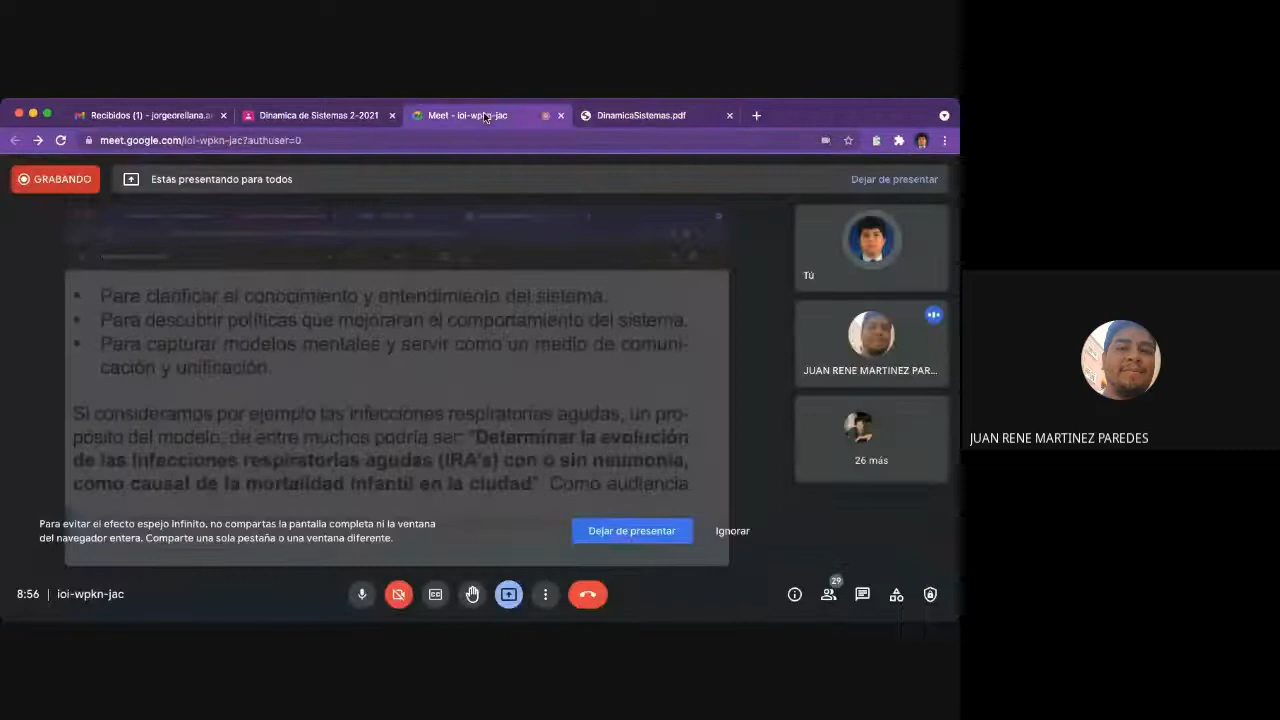 Recibidos (1) - jorgeorellana.a
Dinamica de Sistemas 2-2021
Meet - ioi-wpkn-jac
DinamicaSistemas.pdf
meet.google.com/ioi-wpkn-jac?authuser=0
GRABANDO
Estás presentando para todos
Dejar de presentar
• Para clarificar el conocimiento y entendimiento del sistema.
• Para descubrir políticas que mejoraran el comportamiento del sistema.
• Para capturar modelos mentales y servir como un medio de comuni-
cación y unificación.
Si consideramos por ejemplo las infecciones respiratorias agudas, un pro-
pósito del modelo, de entre muchos podría ser: "Determinar la evolución
de las infecciones respiratorias agudas (IRA's) con o sin neumonía,
como causal de la mortalidad infantil en la ciudad" Como audiencia
Para evitar el efecto espejo infinito, no compartas la pantalla completa ni la ventana
del navegador entera. Comparte una sola pestaña o una ventana diferente.
Dejar de presentar
Ignorar
Tú
JUAN RENE MARTINEZ PAR...
26 más
8:56 | ioi-wpkn-jac
29
JUAN RENE MARTINEZ PAREDES